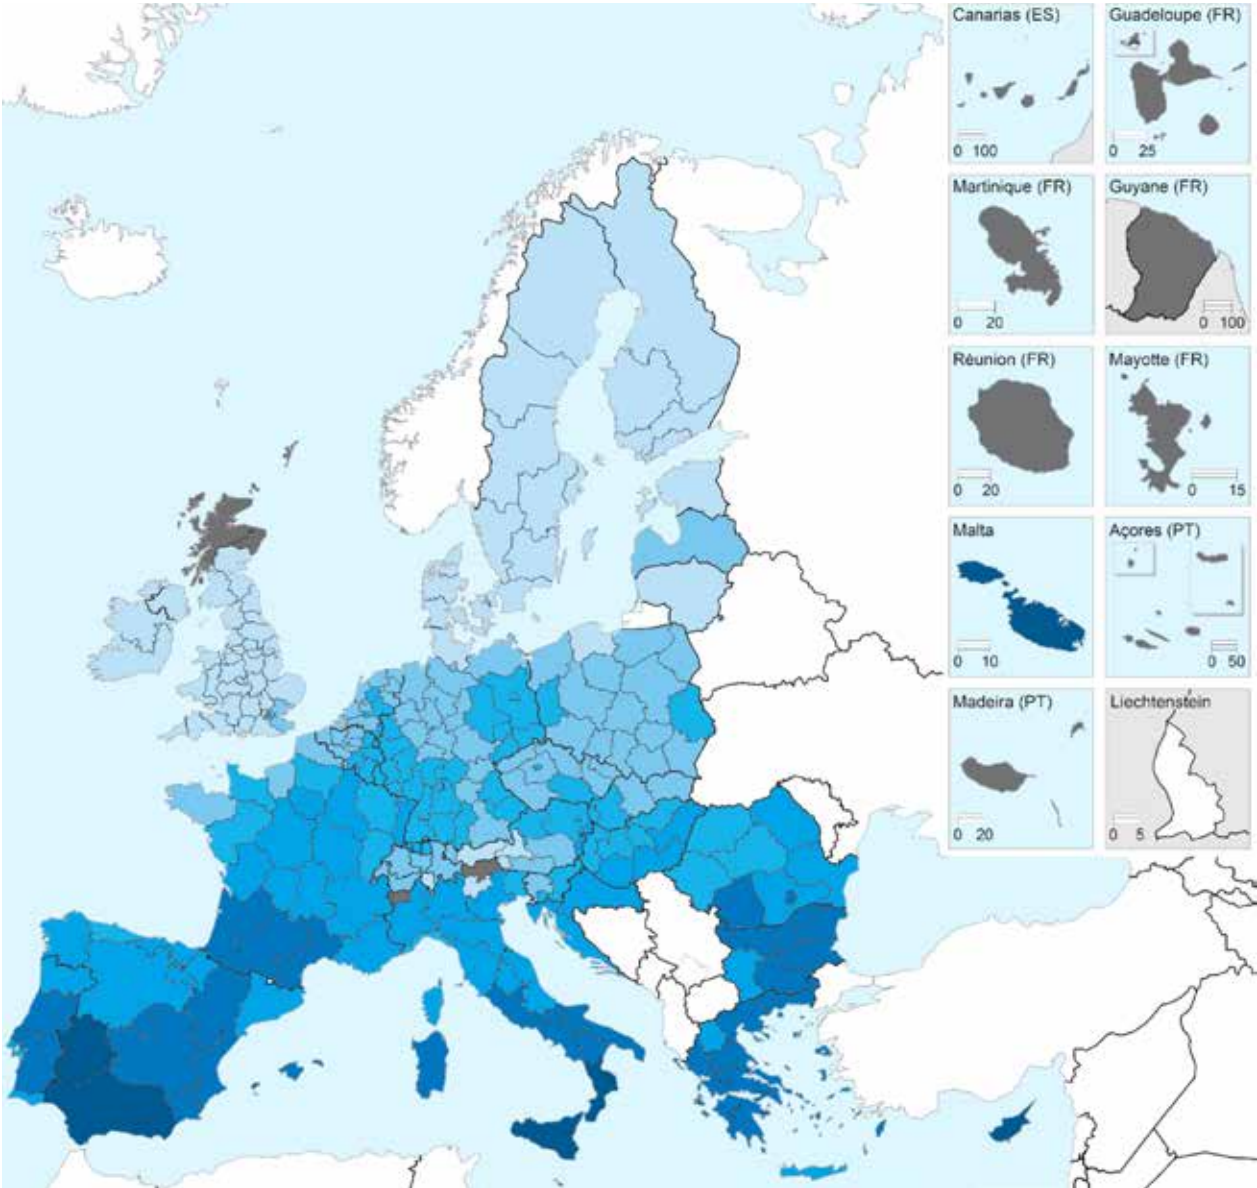 Canarias (ES)
0 100
Guadeloupe (FR)
0 25
Martinique (FR)
0 20
Guyane (FR)
0 100
Réunion (FR)
0 20
Mayotte (FR)
0 15
Malta
0 10
Açores (PT)
0 50
Madeira (PT)
0 20
Liechtenstein
0 5